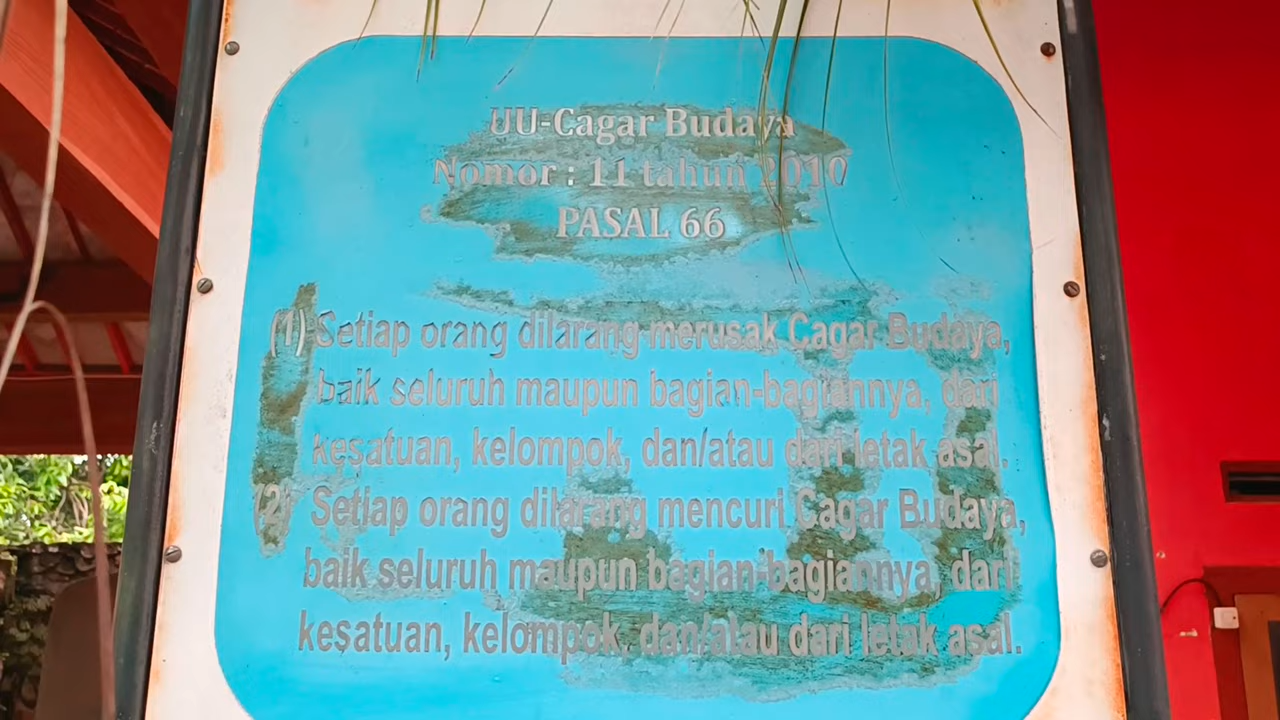 UU-Cagar Budaya
Nomor : 11 tahun 2010
PASAL 66
(1) Setiap orang dilarang merusak Cagar Budaya,
baik seluruh maupun bagian-bagiannya, dari
kesatuan, kelompok, dan/atau dari letak asal.
(2) Setiap orang dilarang mencuri Cagar Budaya,
baik seluruh maupun bagian-bagiannya, dari
kesatuan, kelompok, dan/atau dari letak asal.